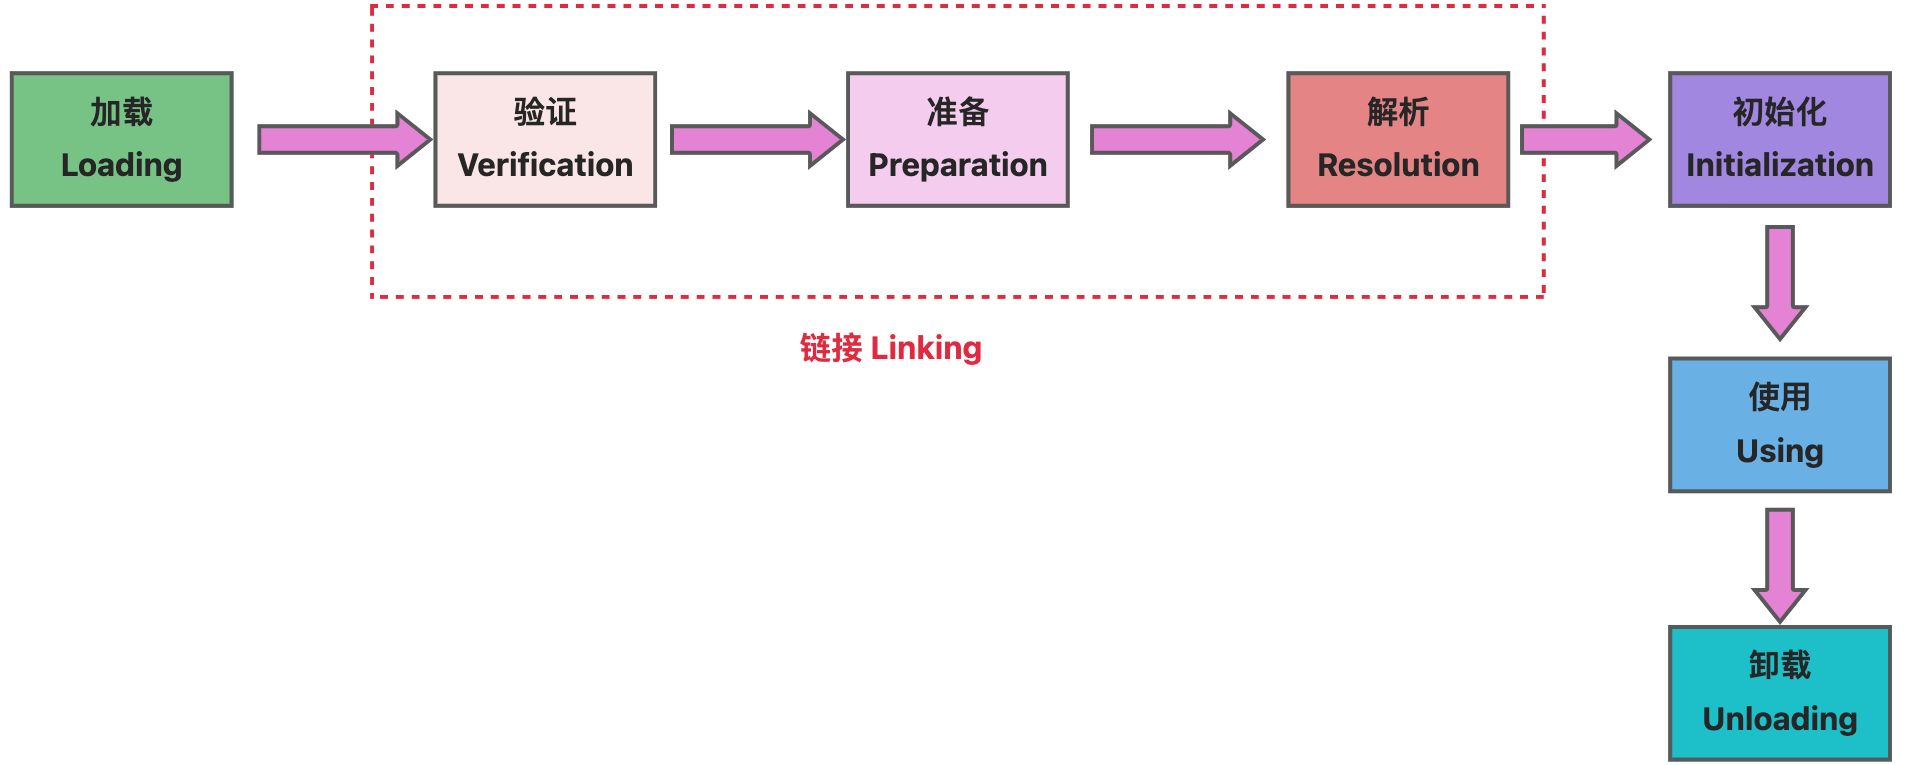 加载
Loading
验证
Verification
准备
Preparation
解析
Resolution
初始化
Initialization
链接 Linking
使用
Using
卸载
Unloading